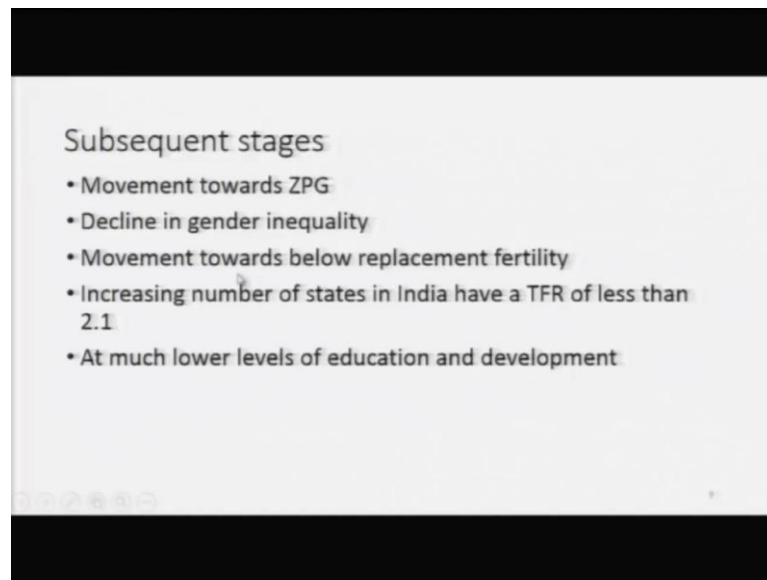 Subsequent stages
• Movement towards ZPG
• Decline in gender inequality
• Movement towards below replacement fertility
• Increasing number of states in India have a TFR of less than
2.1
• At much lower levels of education and development